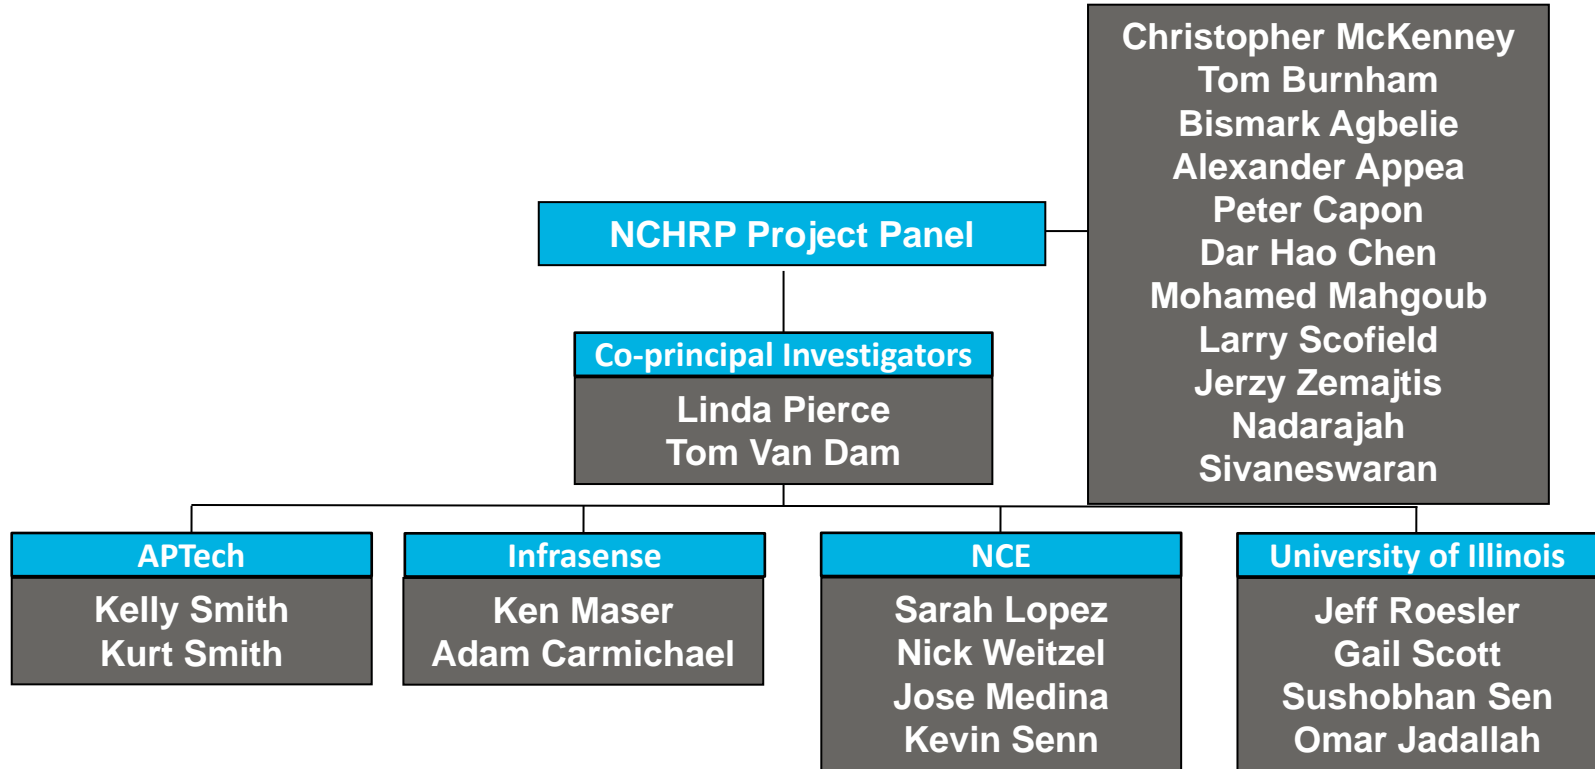 Christopher McKenney
Tom Burnham
Bismark Agbelie
Alexander Appea
Peter Capon
Dar Hao Chen
Mohamed Mahgoub
Larry Scofield
Jerzy Zemajtis
Nadarajah
Sivaneswaran
NCHRP Project Panel
Co-principal Investigators
Linda Pierce
Tom Van Dam
APTech
Kelly Smith
Kurt Smith
Infrasense
Ken Maser
Adam Carmichael
NCE
Sarah Lopez
Nick Weitzel
Jose Medina
Kevin Senn
University of Illinois
Jeff Roesler
Gail Scott
Sushobhan Sen
Omar Jadallah